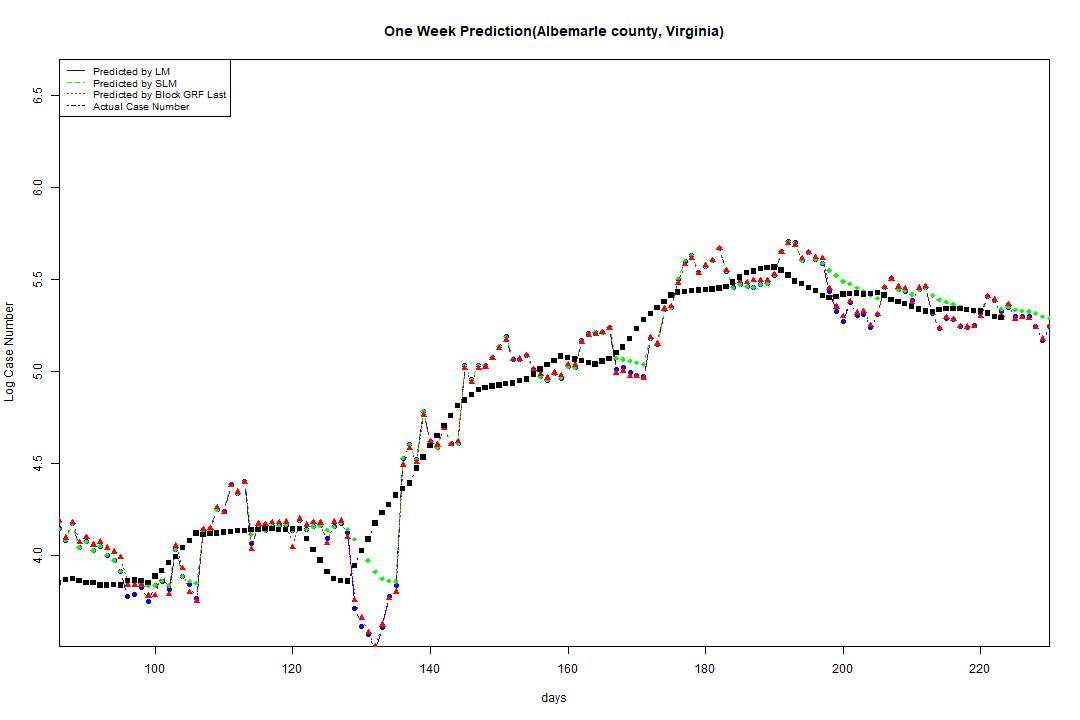 One Week Prediction(Albemarle county, Virginia)
Predicted by LM
Predicted by SLM
Predicted by Block GRF Last
Actual Case Number
6.5
6.0
5.5
5.0
4.5
4.0
Log Case Number
100 120 140 160 180 200 220
days